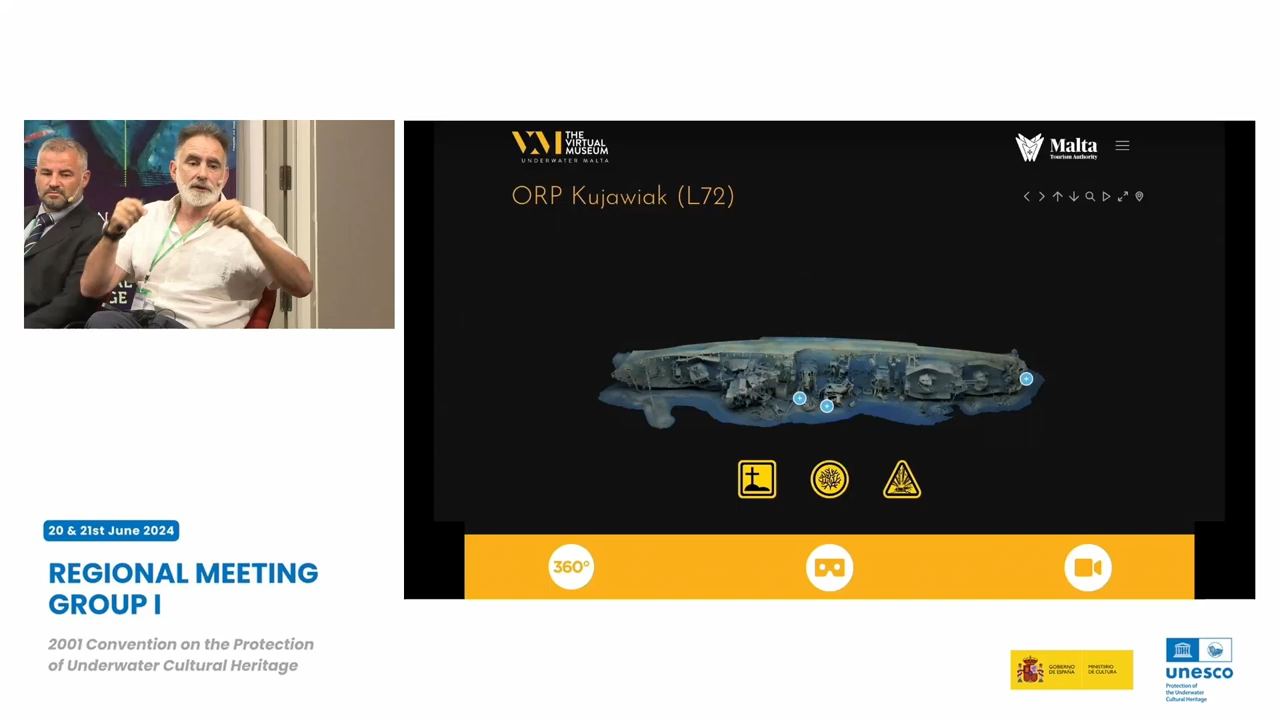 VM THE
VIRTUAL
MUSEUM
UNDERWATER MALTA
Malta
Tourism Authority
ORP Kujawiak (L72)
GE
360°
20 & 21st June 2024
REGIONAL MEETING
GROUP I
2001 Convention on the Protection
of Underwater Cultural Heritage
GOBIERNO
DE ESPAÑA
MINISTERIO
DE CULTURA
unesco
Protection of
the Underwater
Cultural Heritage